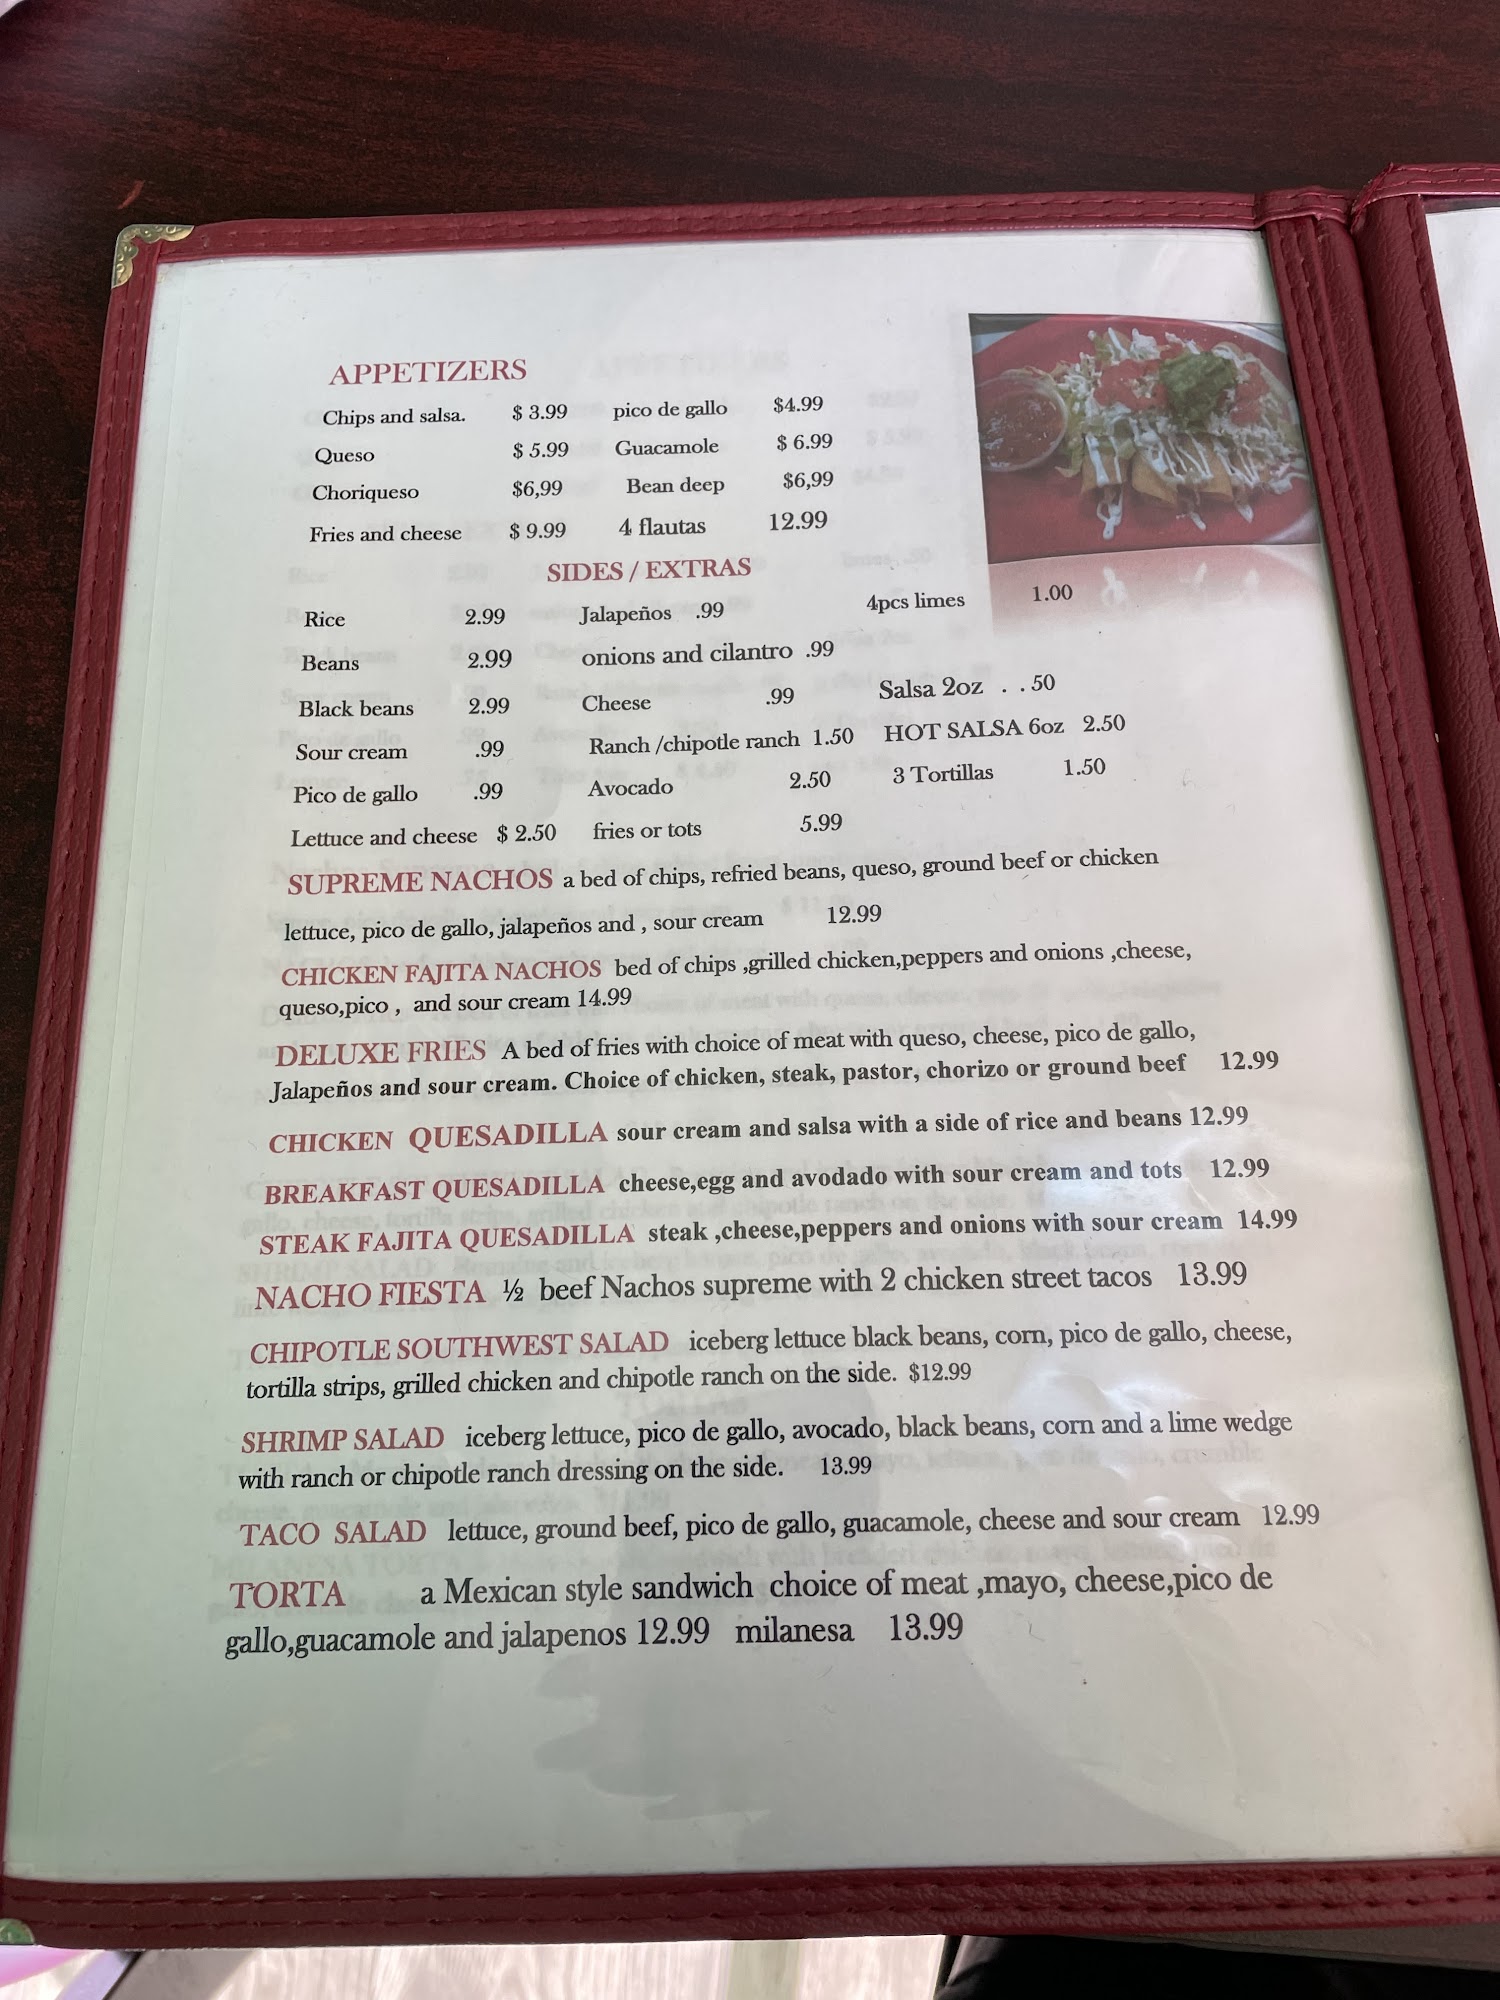 APPETIZERS
Chips and salsa. $ 3.99 pico de gallo $4.99
Queso $ 5.99 Guacamole $ 6.99
Choriqueso $6,99 Bean deep $6,99
Fries and cheese $ 9.99 4 flautas 12.99
SIDES / EXTRAS
Rice 2.99 Jalapeños .99 4pcs limes 1.00
Beans 2.99 onions and cilantro .99
Black beans 2.99 Cheese .99 Salsa 2oz . . 50
Sour cream .99 Ranch /chipotle ranch 1.50 HOT SALSA 6oz 2.50
Pico de gallo .99 Avocado 2.50 3 Tortillas 1.50
Lettuce and cheese $ 2.50 fries or tots 5.99
SUPREME NACHOS a bed of chips, refried beans, queso, ground beef or chicken
lettuce, pico de gallo, jalapeños and , sour cream 12.99
CHICKEN FAJITA NACHOS bed of chips ,grilled chicken,peppers and onions ,cheese,
queso,pico , and sour cream 14.99
DELUXE FRIES A bed of fries with choice of meat with queso, cheese, pico de gallo,
Jalapeños and sour cream. Choice of chicken, steak, pastor, chorizo or ground beef 12.99
CHICKEN QUESADILLA sour cream and salsa with a side of rice and beans 12.99
BREAKFAST QUESADILLA cheese,egg and avodado with sour cream and tots 12.99
STEAK FAJITA QUESADILLA steak ,cheese,peppers and onions with sour cream 14.99
NACHO FIESTA ½ beef Nachos supreme with 2 chicken street tacos 13.99
CHIPOTLE SOUTHWEST SALAD iceberg lettuce black beans, corn, pico de gallo, cheese,
tortilla strips, grilled chicken and chipotle ranch on the side. $12.99
SHRIMP SALAD iceberg lettuce, pico de gallo, avocado, black beans, corn and a lime wedge
with ranch or chipotle ranch dressing on the side. 13.99
TACO SALAD lettuce, ground beef, pico de gallo, guacamole, cheese and sour cream 12.99
TORTA a Mexican style sandwich choice of meat ,mayo, cheese,pico de
gallo,guacamole and jalapenos 12.99 milanesa 13.99